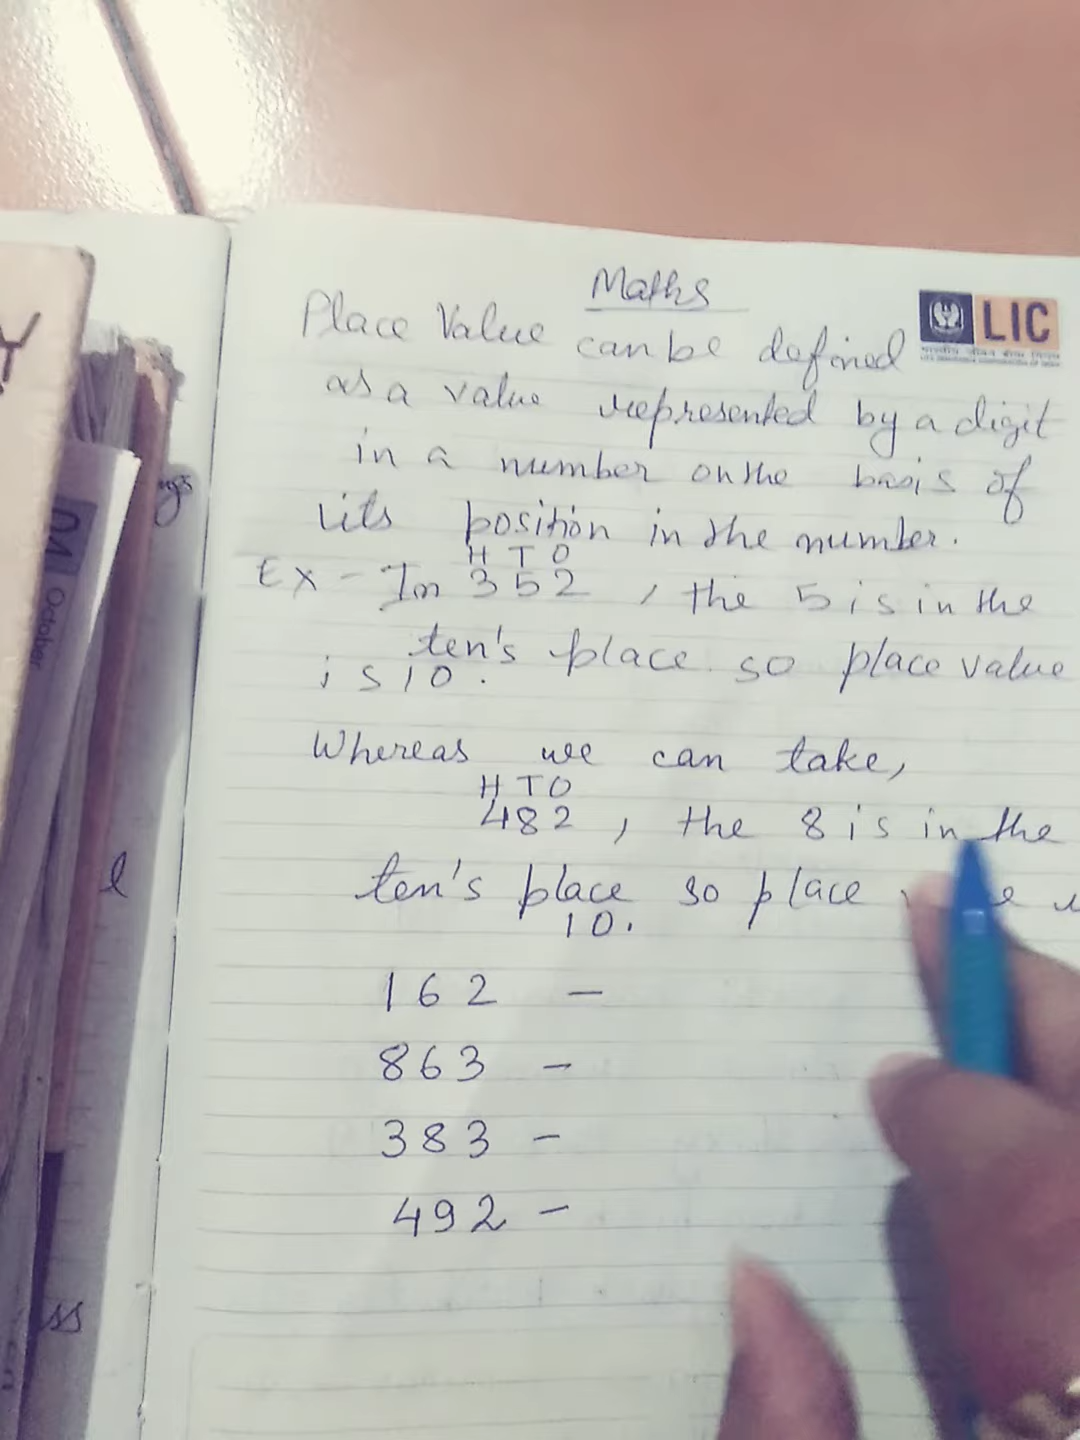 Maths
LIC
Place Value can be defined
as a value represented by a digit
in a number on the basis of
its position in the number.
H T O
Ex - In 352, the 5 is in the
ten's place. so place value
is 10.
Whereas we can take,
H T O
482, the 8 is in the
ten's place so place
10.
162 -
863 -
383 -
492 -
October
ngs
l
ss